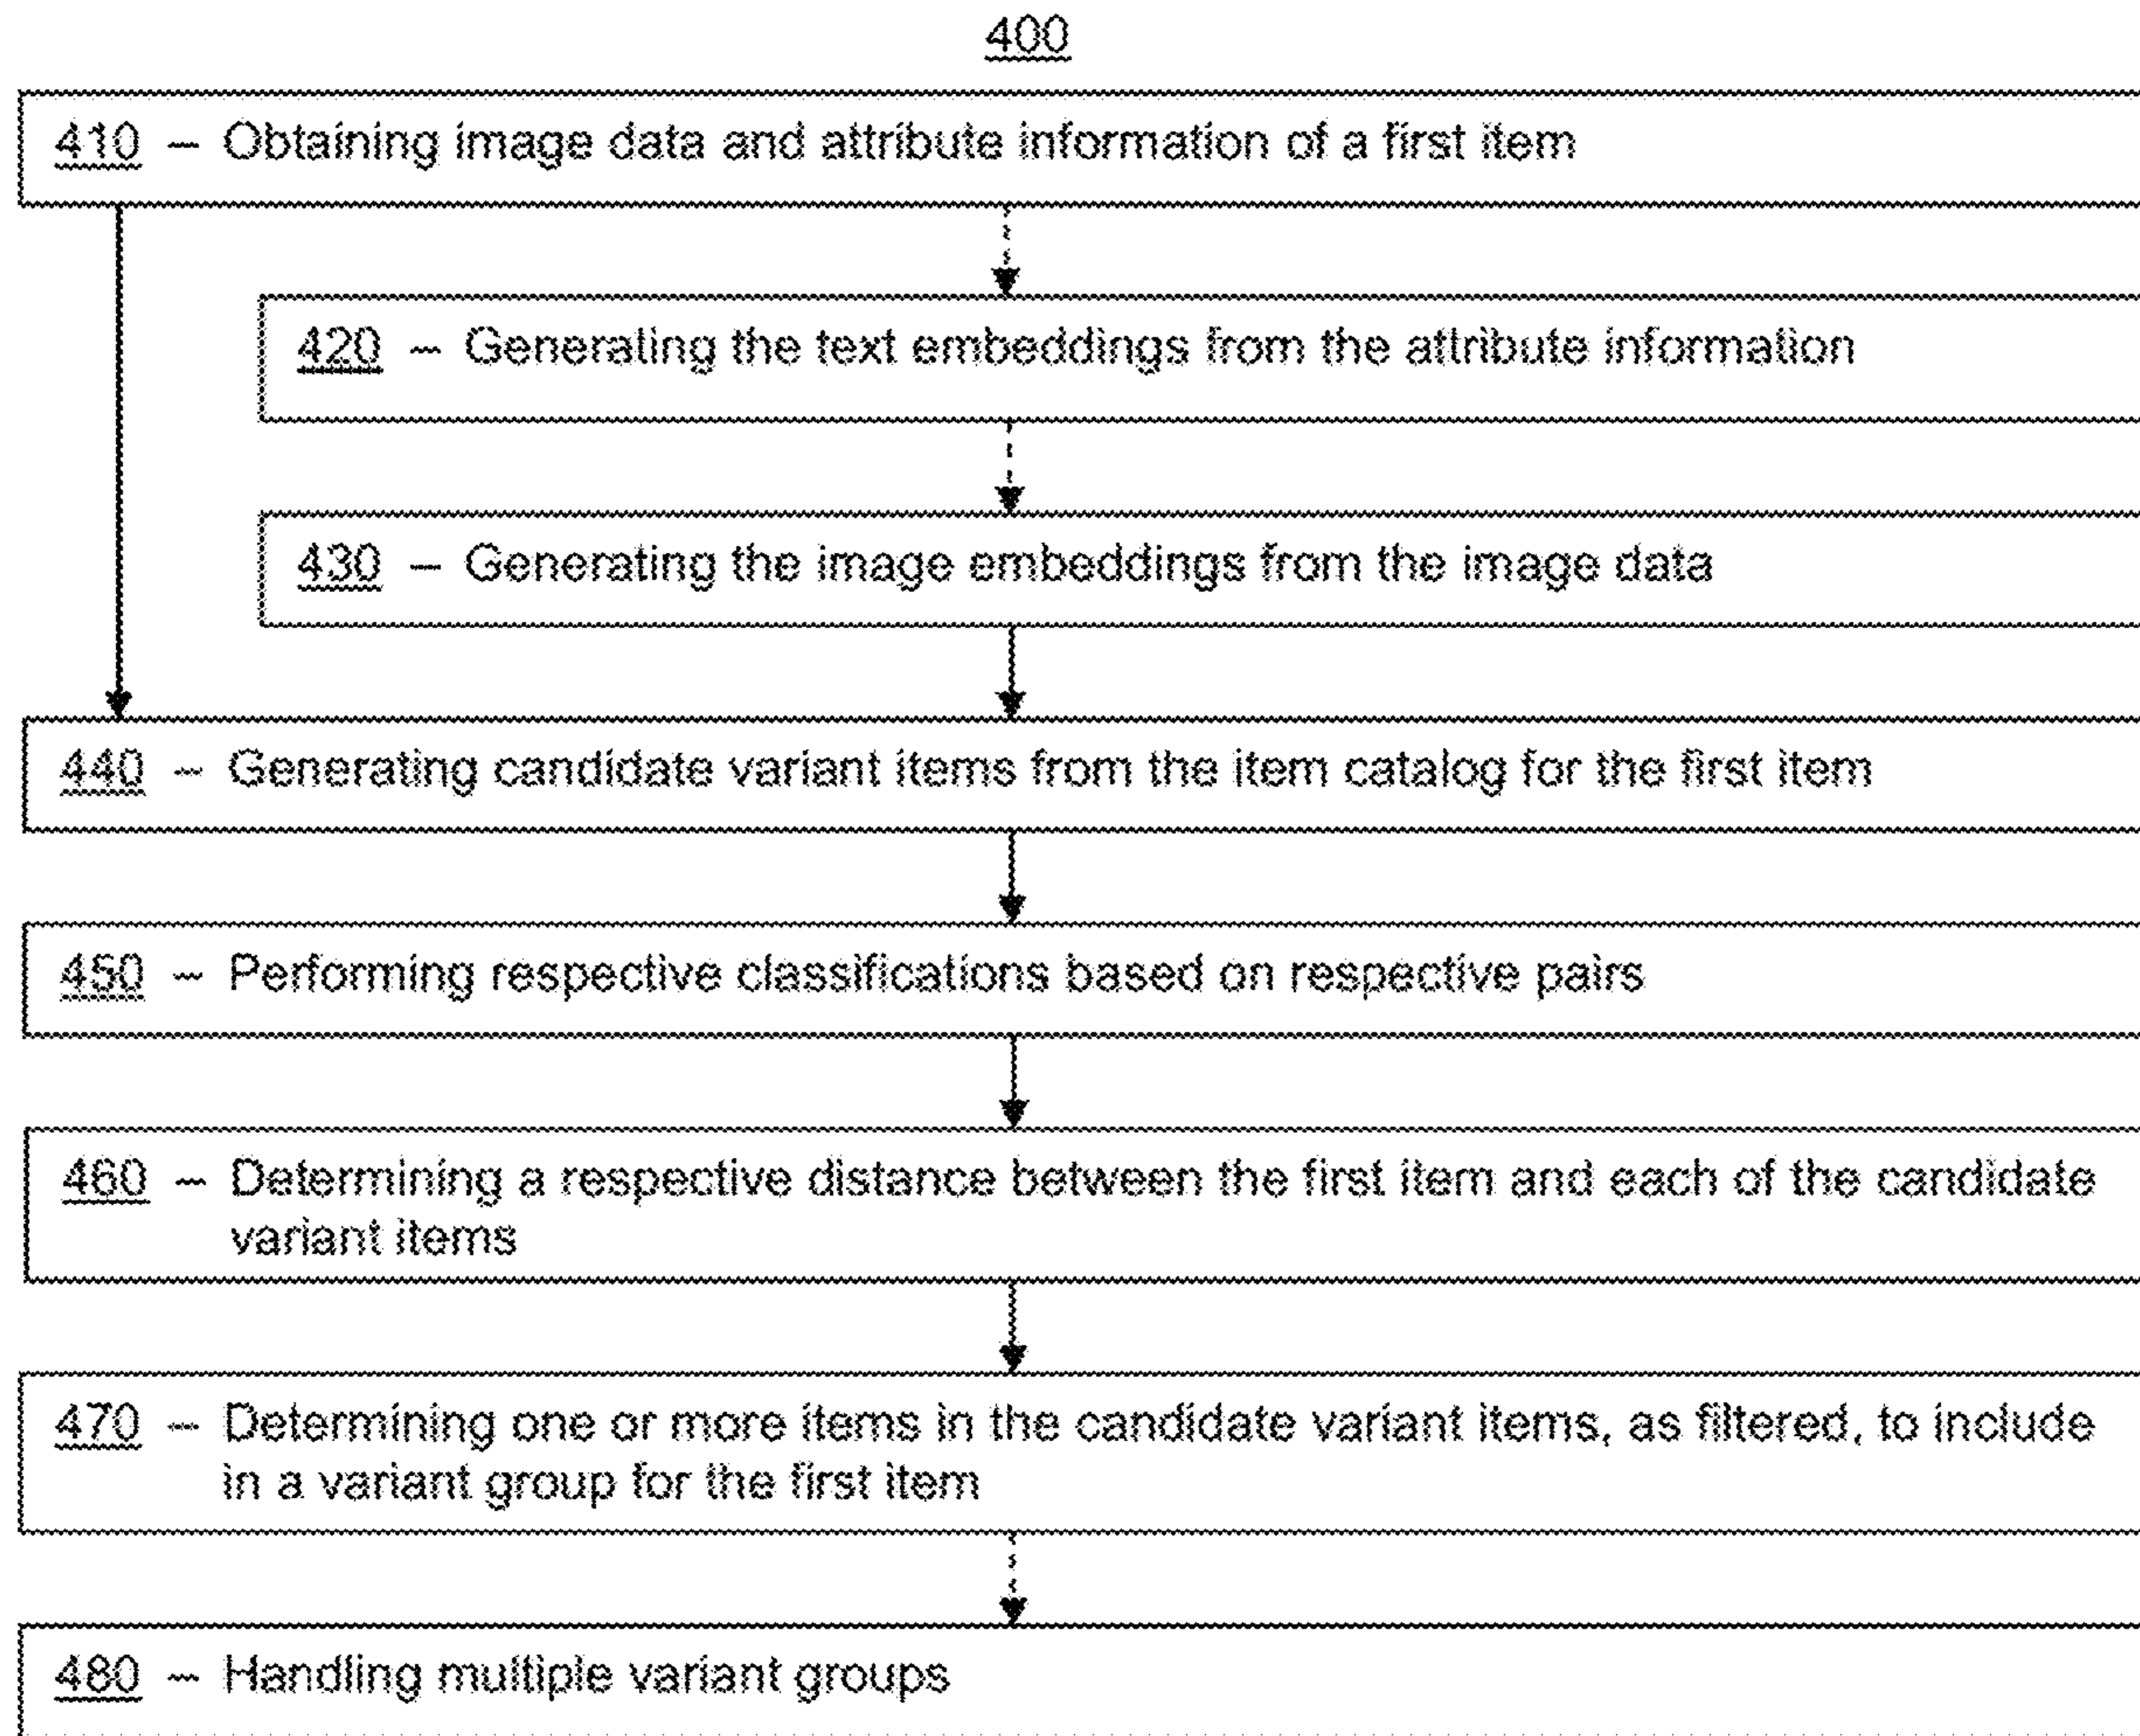 400
410 – Obtaining image data and attribute information of a first item
420 – Generating the text embeddings from the attribute information
430 – Generating the image embeddings from the image data
440 – Generating candidate variant items from the item catalog for the first item
450 – Performing respective classifications based on respective pairs
460 – Determining a respective distance between the first item and each of the candidate
variant items
470 – Determining one or more items in the candidate variant items, as filtered, to include
in a variant group for the first item
480 – Handling multiple variant groups